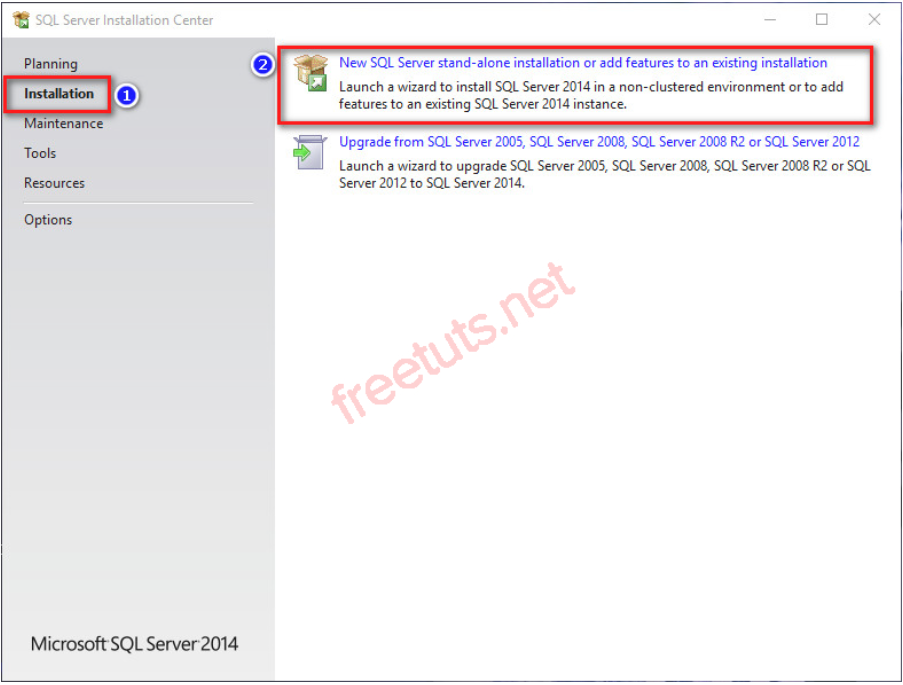 SQL Server Installation Center
Planning
Installation
1
Maintenance
Tools
Resources
Options
2
New SQL Server stand-alone installation or add features to an existing installation
Launch a wizard to install SQL Server 2014 in a non-clustered environment or to add
features to an existing SQL Server 2014 instance.
Upgrade from SQL Server 2005, SQL Server 2008, SQL Server 2008 R2 or SQL Server 2012
Launch a wizard to upgrade SQL Server 2005, SQL Server 2008, SQL Server 2008 R2 or SQL
Server 2012 to SQL Server 2014.
freetuts.net
Microsoft SQL Server 2014